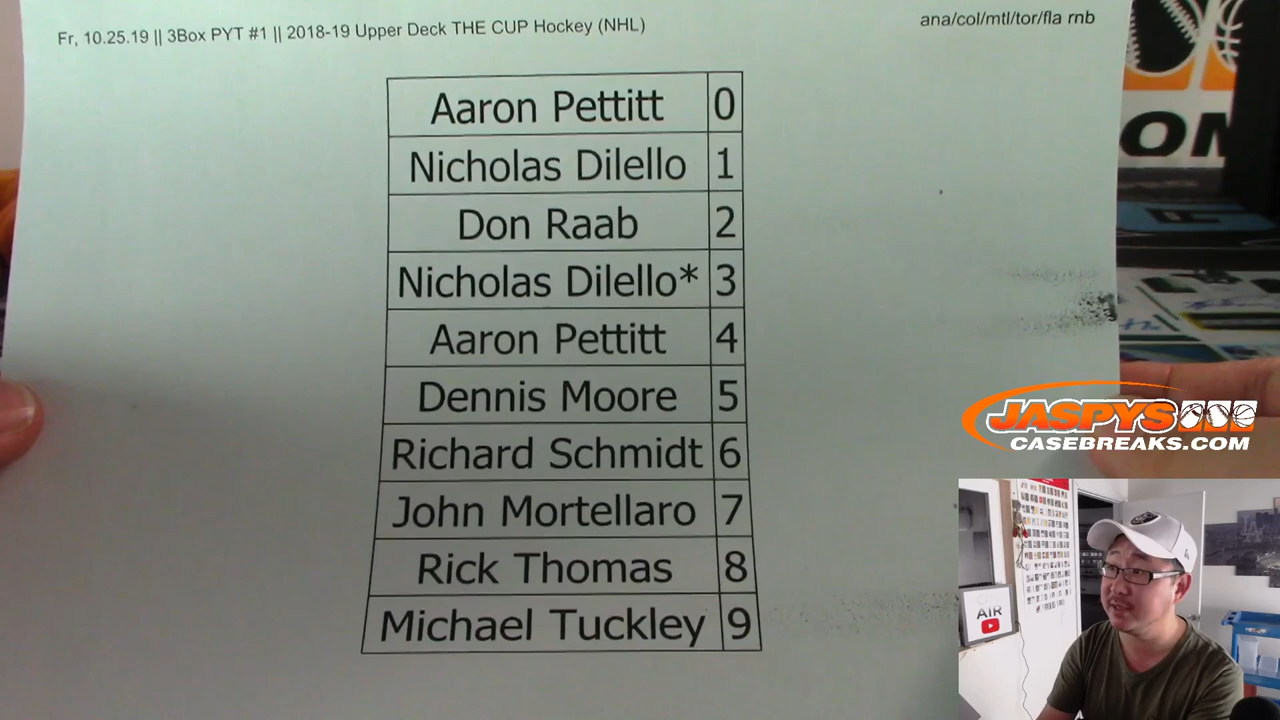 Fr, 10.25.19 || 3Box PYT #1 || 2018-19 Upper Deck THE CUP Hockey (NHL)
ana/col/mtl/tor/fla rnb
Aaron Pettitt 0
Nicholas Dilello 1
Don Raab 2
Nicholas Dilello* 3
Aaron Pettitt 4
Dennis Moore 5
Richard Schmidt 6
John Mortellaro 7
Rick Thomas 8
Michael Tuckley 9
JASPYS
CASEBREAKS.COM
AIR